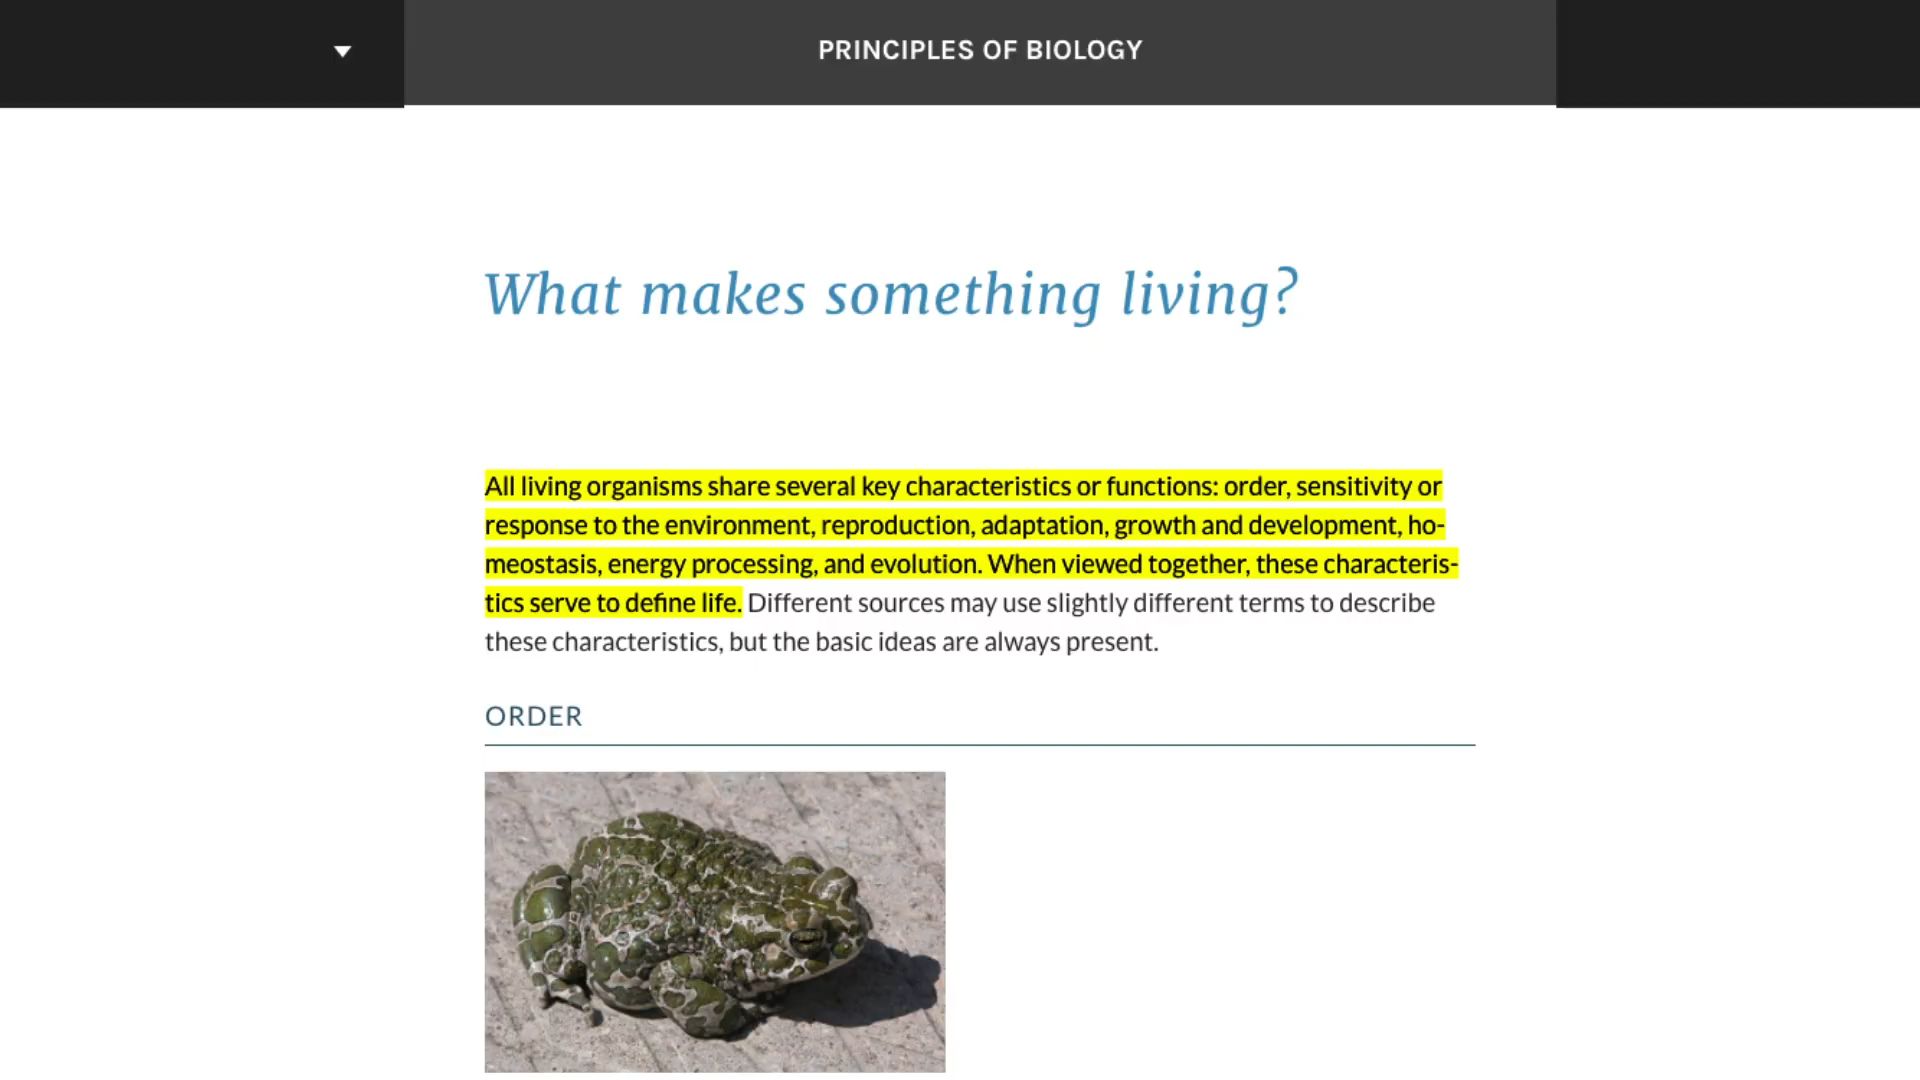 PRINCIPLES OF BIOLOGY
What makes something living?
All living organisms share several key characteristics or functions: order, sensitivity or
response to the environment, reproduction, adaptation, growth and development, ho-
meostasis, energy processing, and evolution. When viewed together, these characteris-
tics serve to define life. Different sources may use slightly different terms to describe
these characteristics, but the basic ideas are always present.
ORDER